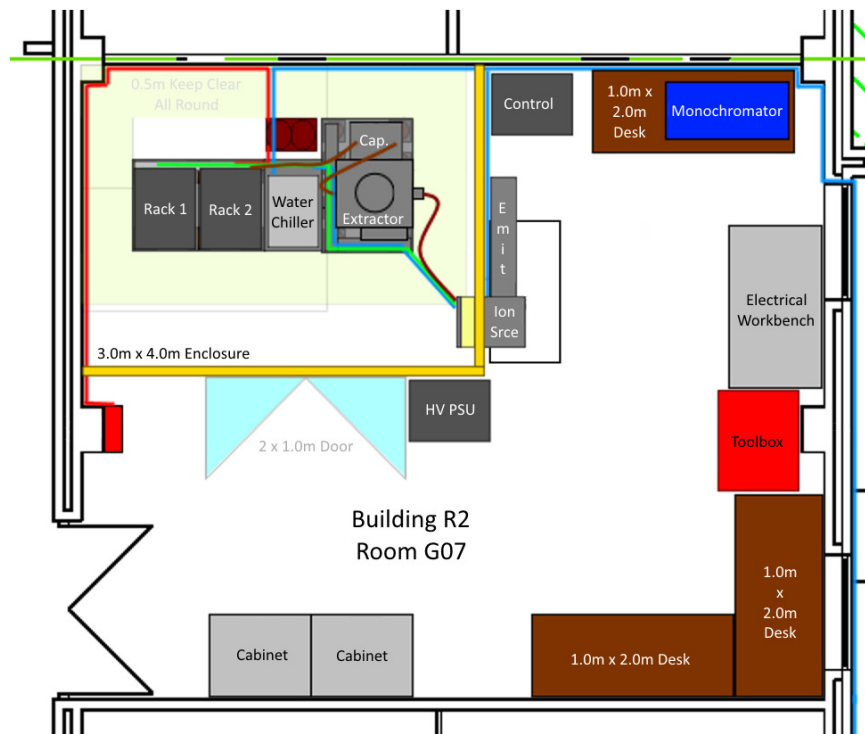 0.5m Keep Clear
All Round
Control
1.0m x
2.0m
Desk
Monochromator
Cap.
Rack 1
Rack 2
Water
Chiller
Extractor
E
m
i
t
Ion
Srce
Electrical
Workbench
3.0m x 4.0m Enclosure
HV PSU
2 x 1.0m Door
Toolbox
Building R2
Room G07
1.0m
x
2.0m
Desk
Cabinet
Cabinet
1.0m x 2.0m Desk